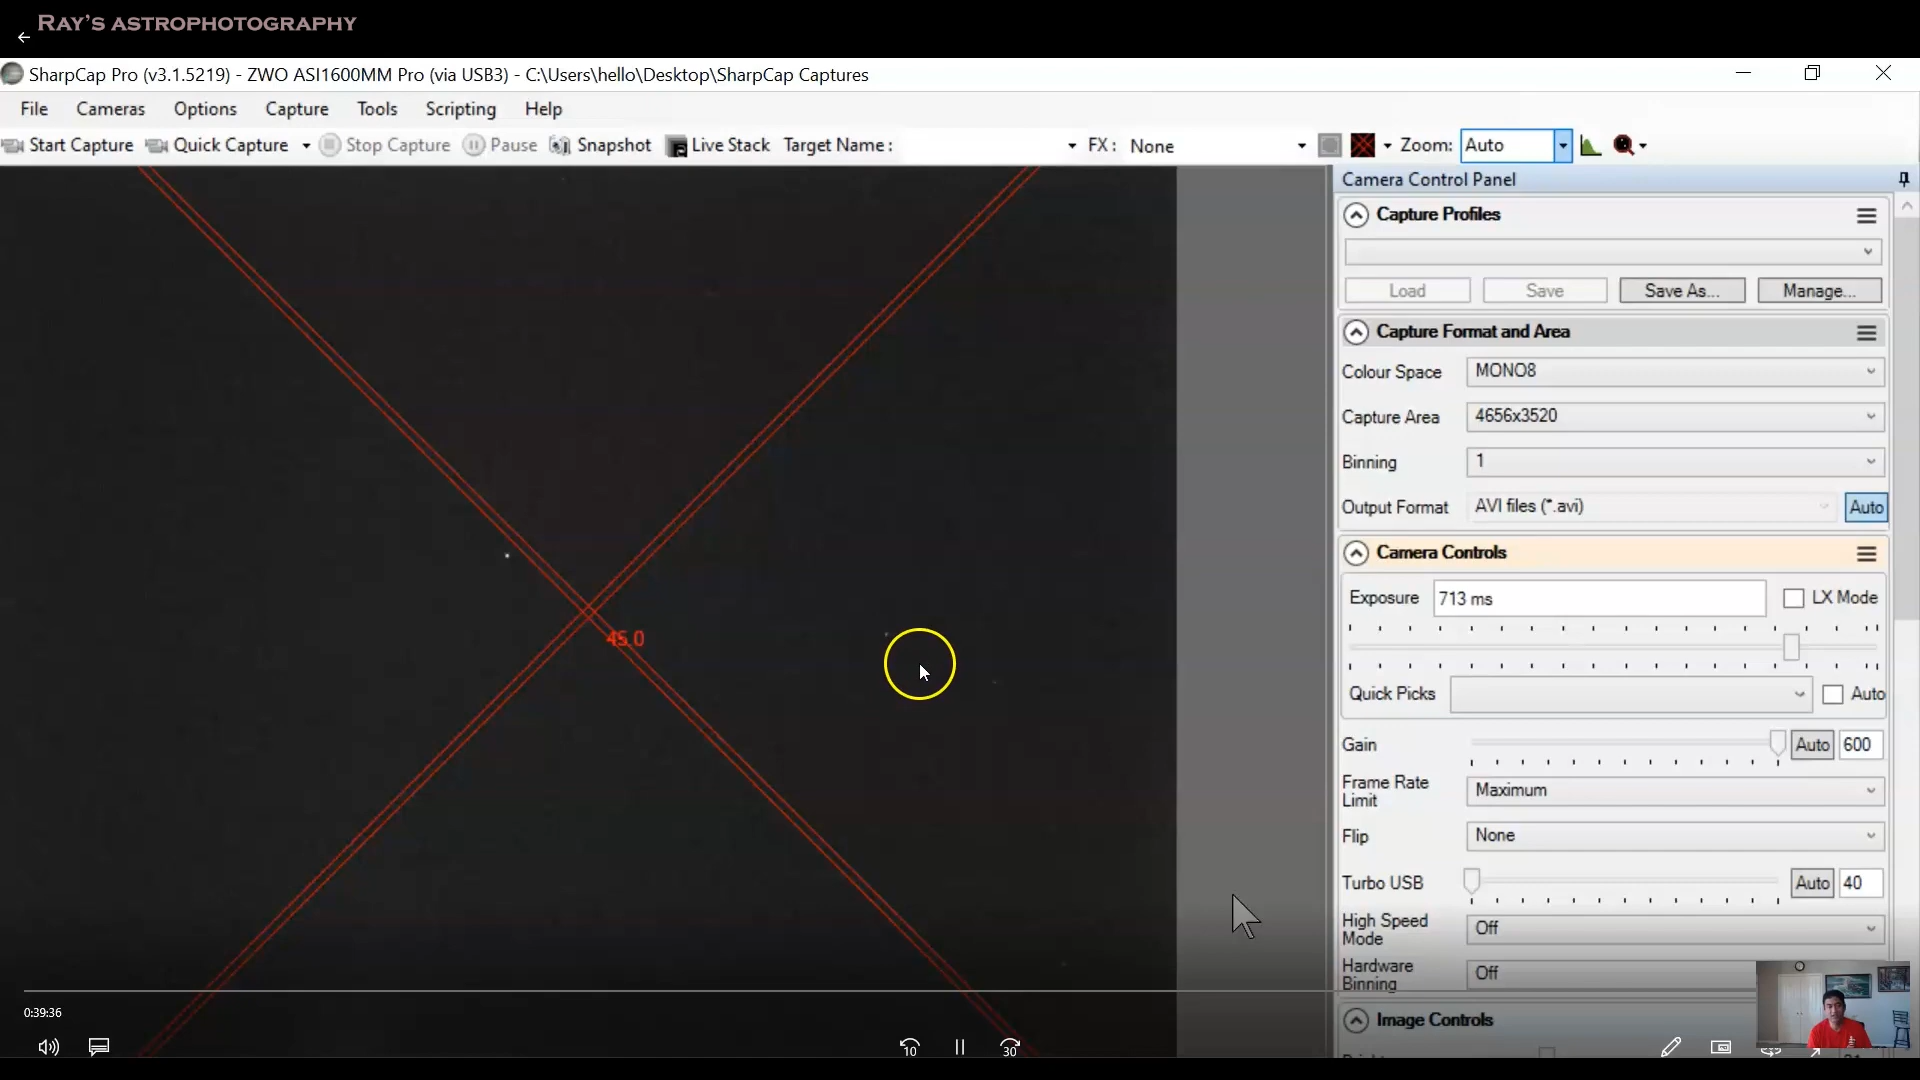 RAY'S ASTROPHOTOGRAPHY
SharpCap Pro (v3.1.5219) - ZWO ASI1600MM Pro (via USB3) - C:\Users\hello\Desktop\SharpCap Captures
File Cameras Options Capture Tools Scripting Help
Start Capture Quick Capture Stop Capture Pause Snapshot Live Stack Target Name : FX : None Zoom: Auto
Camera Control Panel
Capture Profiles
Load Save Save As... Manage...
Capture Format and Area
Colour Space MONO8
Capture Area 4656x3520
Binning 1
Output Format AVI files (*.avi) Auto
Camera Controls
Exposure 713 ms LX Mode
Quick Picks Auto
Gain Auto 600
Frame Rate Limit Maximum
Flip None
Turbo USB Auto 40
High Speed Mode Off
Hardware Binning Off
Image Controls
45.0
0:39:36
10 30